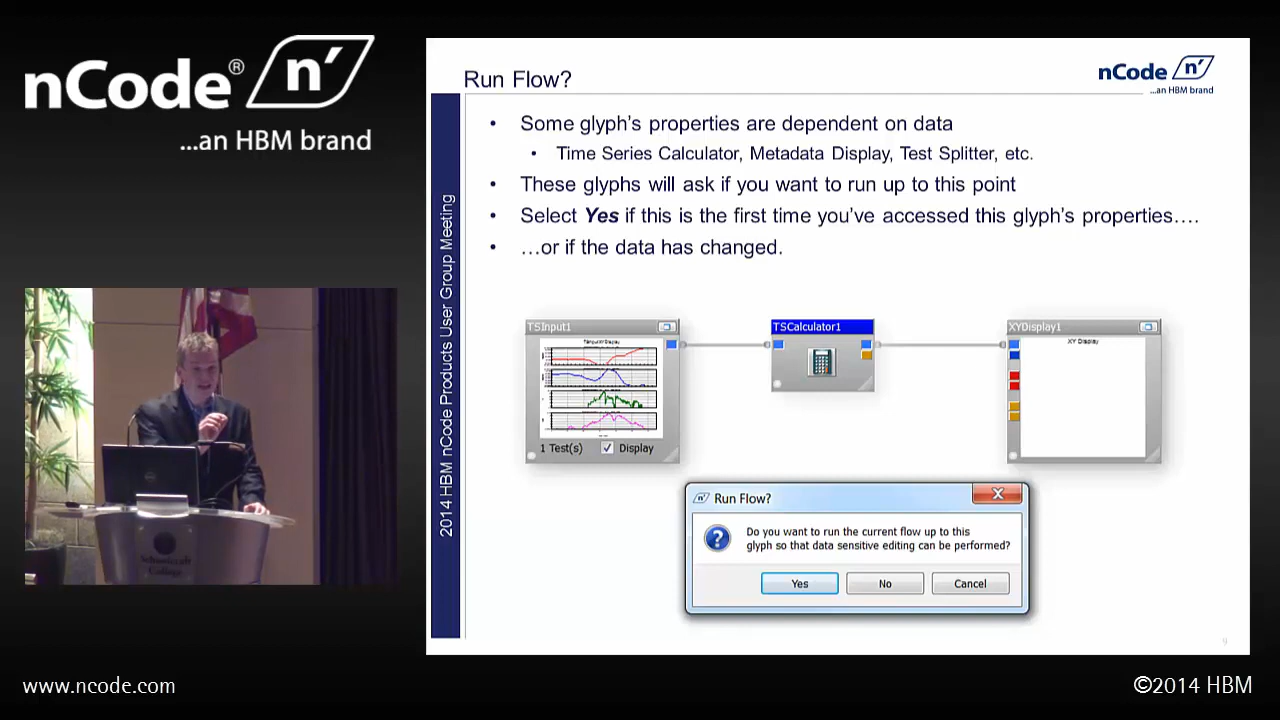 nCode® n'
...an HBM brand
Run Flow?
nCode n'
...an HBM brand
• Some glyph's properties are dependent on data
• Time Series Calculator, Metadata Display, Test Splitter, etc.
• These glyphs will ask if you want to run up to this point
• Select Yes if this is the first time you've accessed this glyph's properties….
• …or if the data has changed.
2014 HBM nCode Products User Group Meeting
TSInput1
1 Test(s) Display
TSCalculator1
XYDisplay1
XY Display
Run Flow?
Do you want to run the current flow up to this
glyph so that data sensitive editing can be performed?
Yes No Cancel
9
Schoolcraft
College
www.ncode.com
©2014 HBM